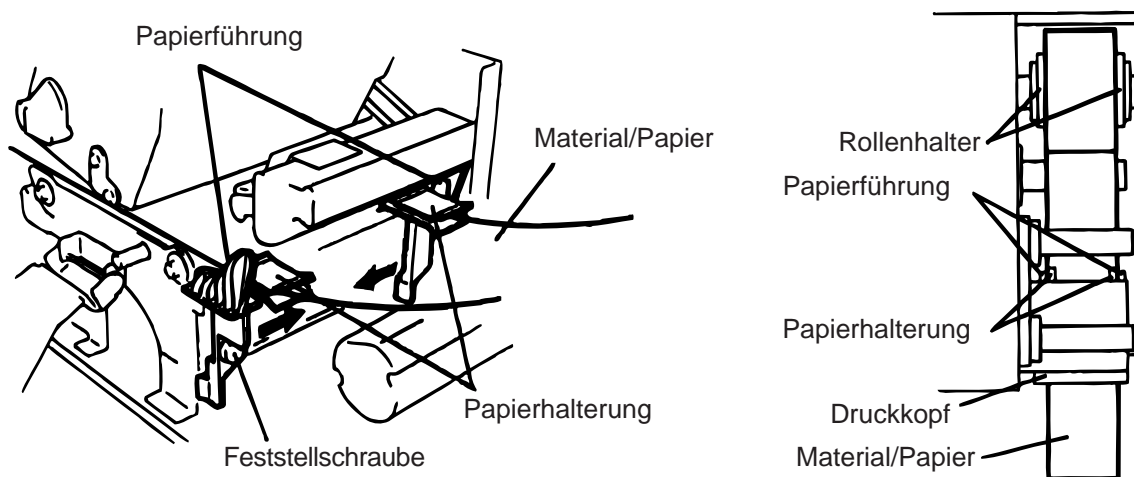 Papierführung
Material/Papier
Papierhalterung
Feststellschraube
Rollenhalter
Papierführung
Papierhalterung
Druckkopf
Material/Papier